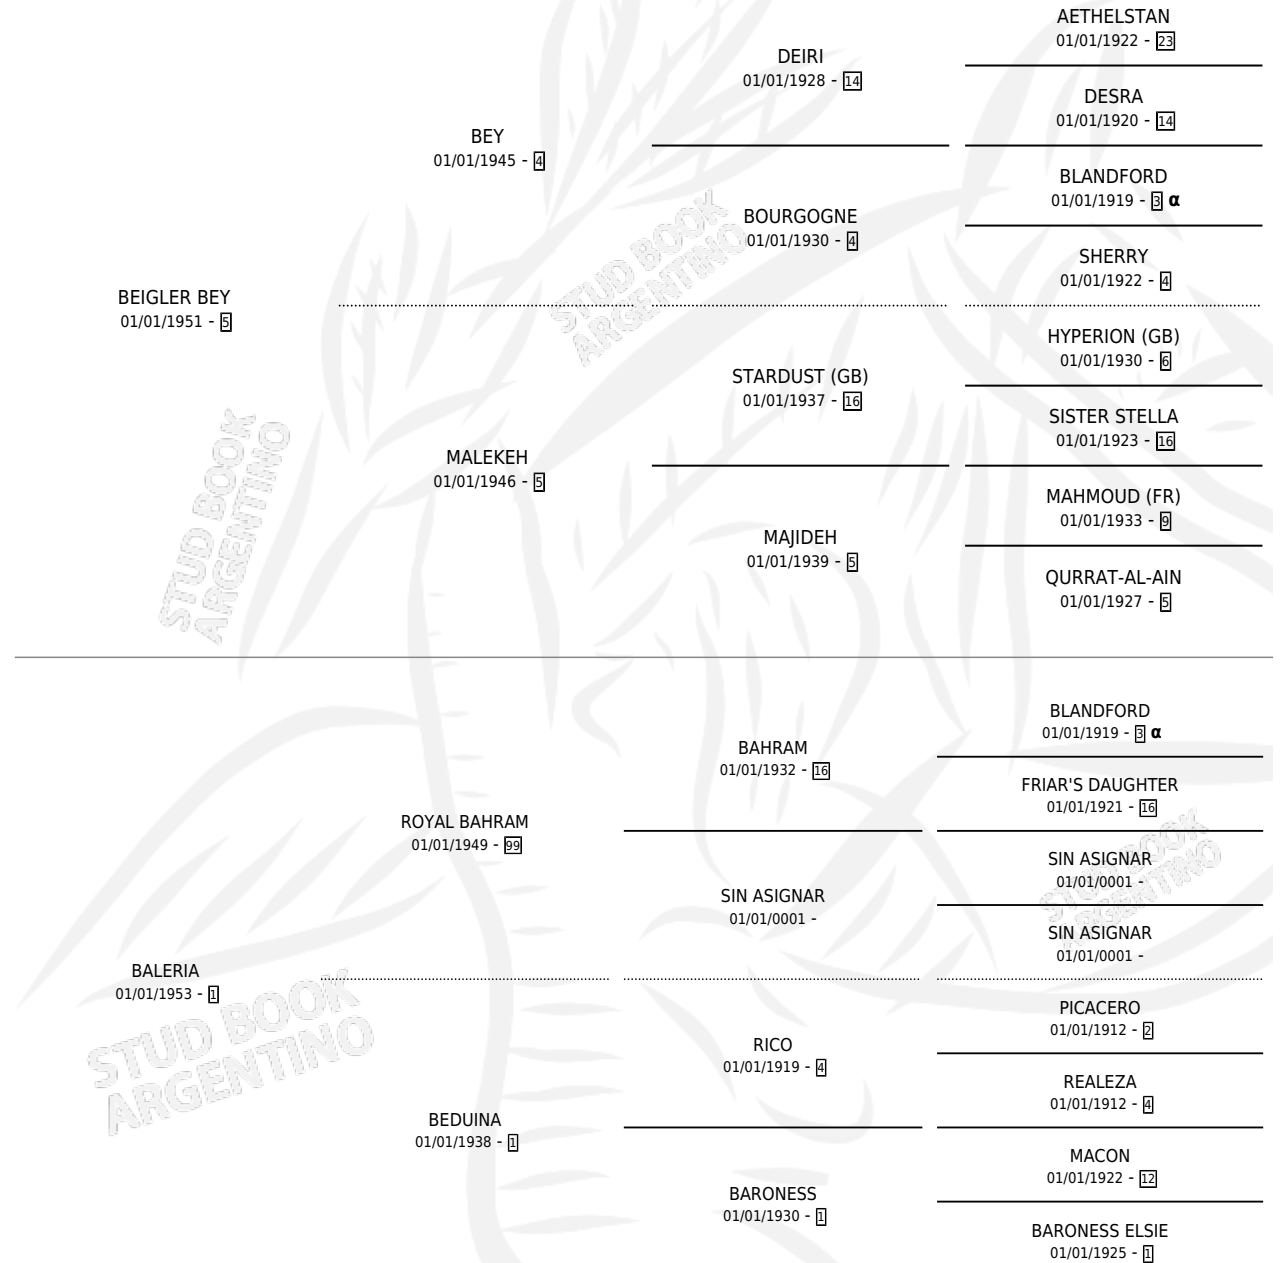 AETHELSTAN
01/01/1922 - 23
DEIRI
01/01/1928 - 14
DESRA
01/01/1920 - 14
BEY
01/01/1945 - 4
BLANDFORD
01/01/1919 - 3 α
BOURGOGNE
01/01/1930 - 4
SHERRY
01/01/1922 - 4
BEIGLER BEY
01/01/1951 - 5
HYPERION (GB)
01/01/1930 - 6
STARDUST (GB)
01/01/1937 - 16
SISTER STELLA
01/01/1923 - 16
MALEKEH
01/01/1946 - 5
MAHMOUD (FR)
01/01/1933 - 9
MAJIDEH
01/01/1939 - 5
QURRAT-AL-AIN
01/01/1927 - 5
BLANDFORD
01/01/1919 - 3 α
BAHRAM
01/01/1932 - 16
FRIAR'S DAUGHTER
01/01/1921 - 16
ROYAL BAHRAM
01/01/1949 - 99
SIN ASIGNAR
01/01/0001 -
SIN ASIGNAR
01/01/0001 -
SIN ASIGNAR
01/01/0001 -
BALERIA
01/01/1953 - 1
PICACERO
01/01/1912 - 2
RICO
01/01/1919 - 4
REALEZA
01/01/1912 - 4
BEDUINA
01/01/1938 - 1
MACON
01/01/1922 - 12
BARONESS
01/01/1930 - 1
BARONESS ELSIE
01/01/1925 - 1
STUD BOOK
ARGENTINO
STUD BOOK
ARGENTINO
STUD BOOK
ARGENTINO
STUD BOOK
ARGENTINO